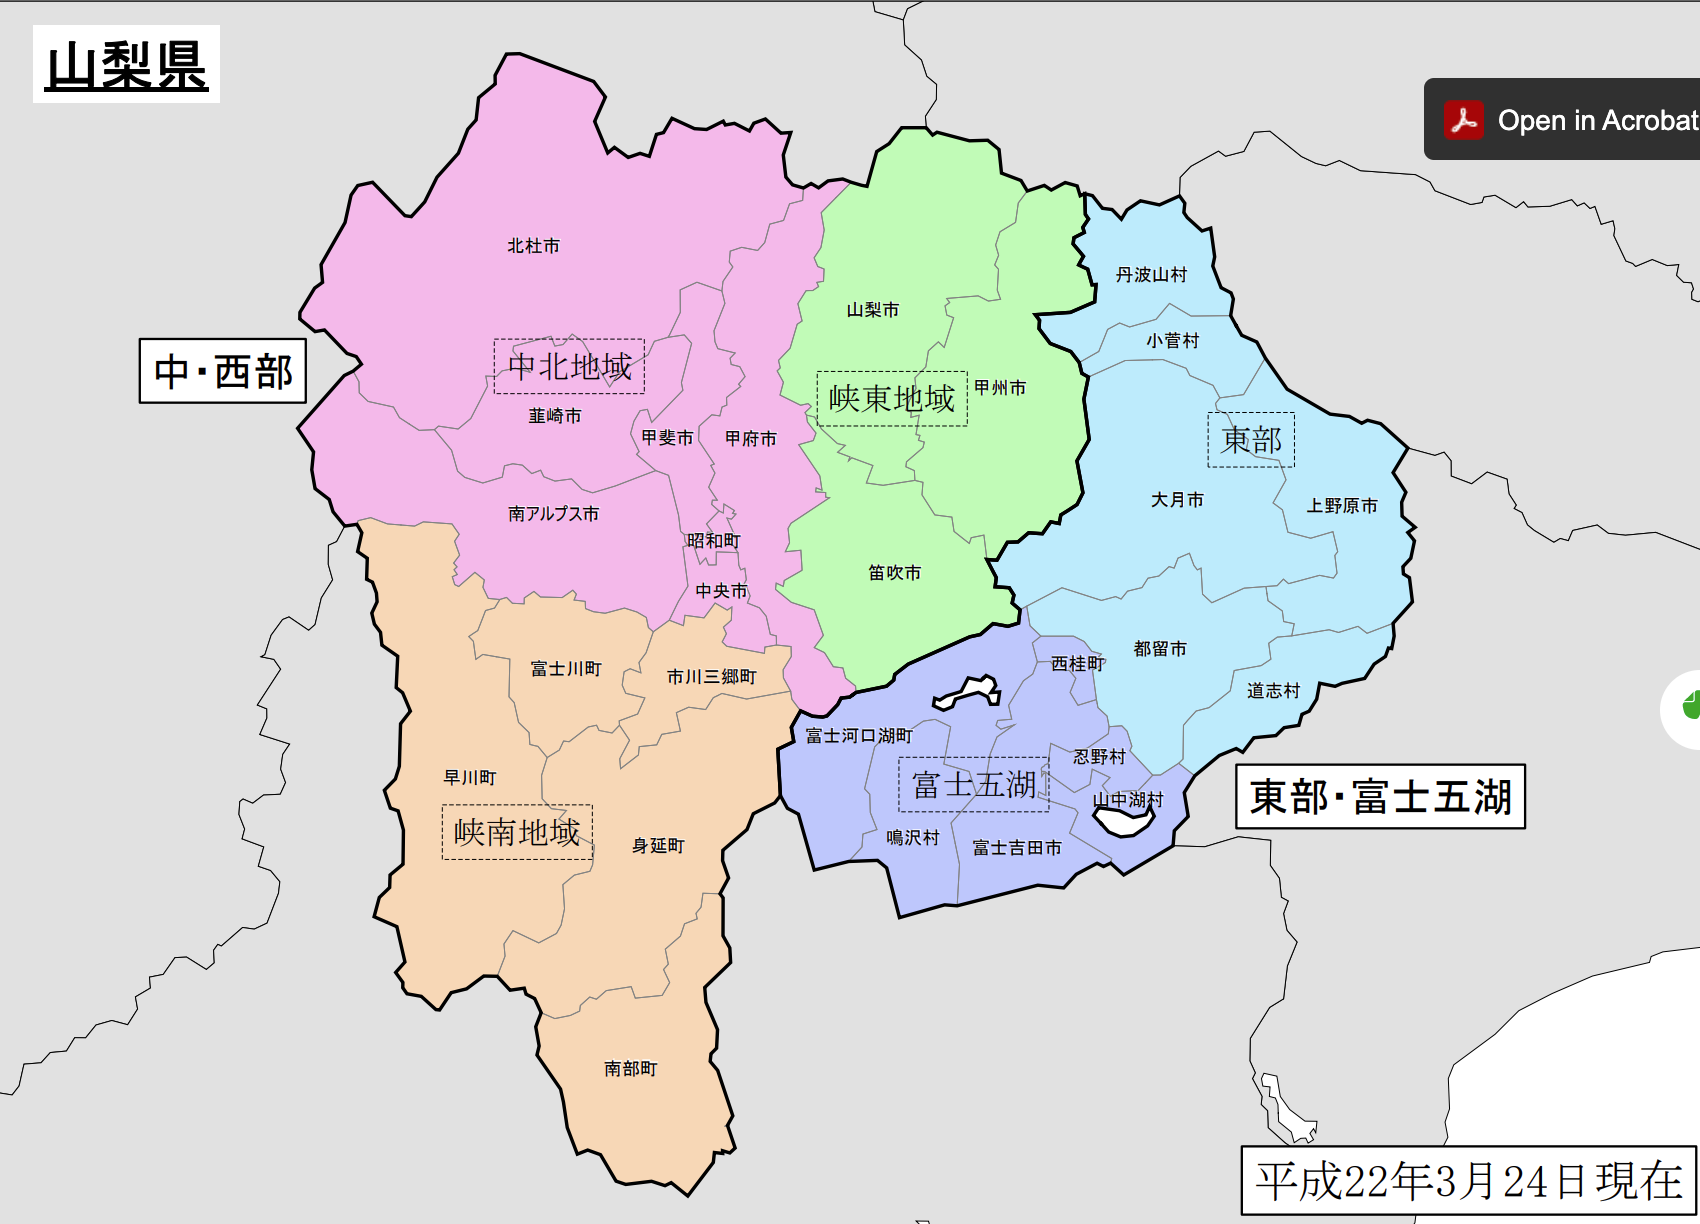 山梨県
Open in Acrobat
北杜市
丹波山村
山梨市
小菅村
中・西部
中北地域
峡東地域
甲州市
韮崎市
甲斐市
甲府市
東部
大月市
上野原市
南アルプス市
昭和町
笛吹市
中央市
都留市
西桂町
富士川町
市川三郷町
道志村
富士河口湖町
忍野村
早川町
富士五湖
山中湖村
東部・富士五湖
峡南地域
身延町
鳴沢村
富士吉田市
南部町
平成22年3月24日現在